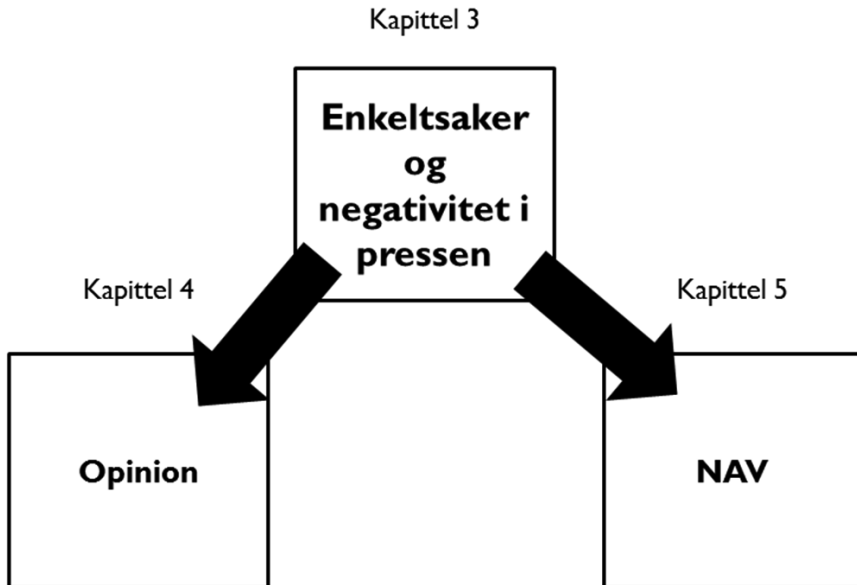 Kapittel 3
Enkeltsaker
og
negativitet i
pressen
Kapittel 4
Kapittel 5
Opinion
NAV